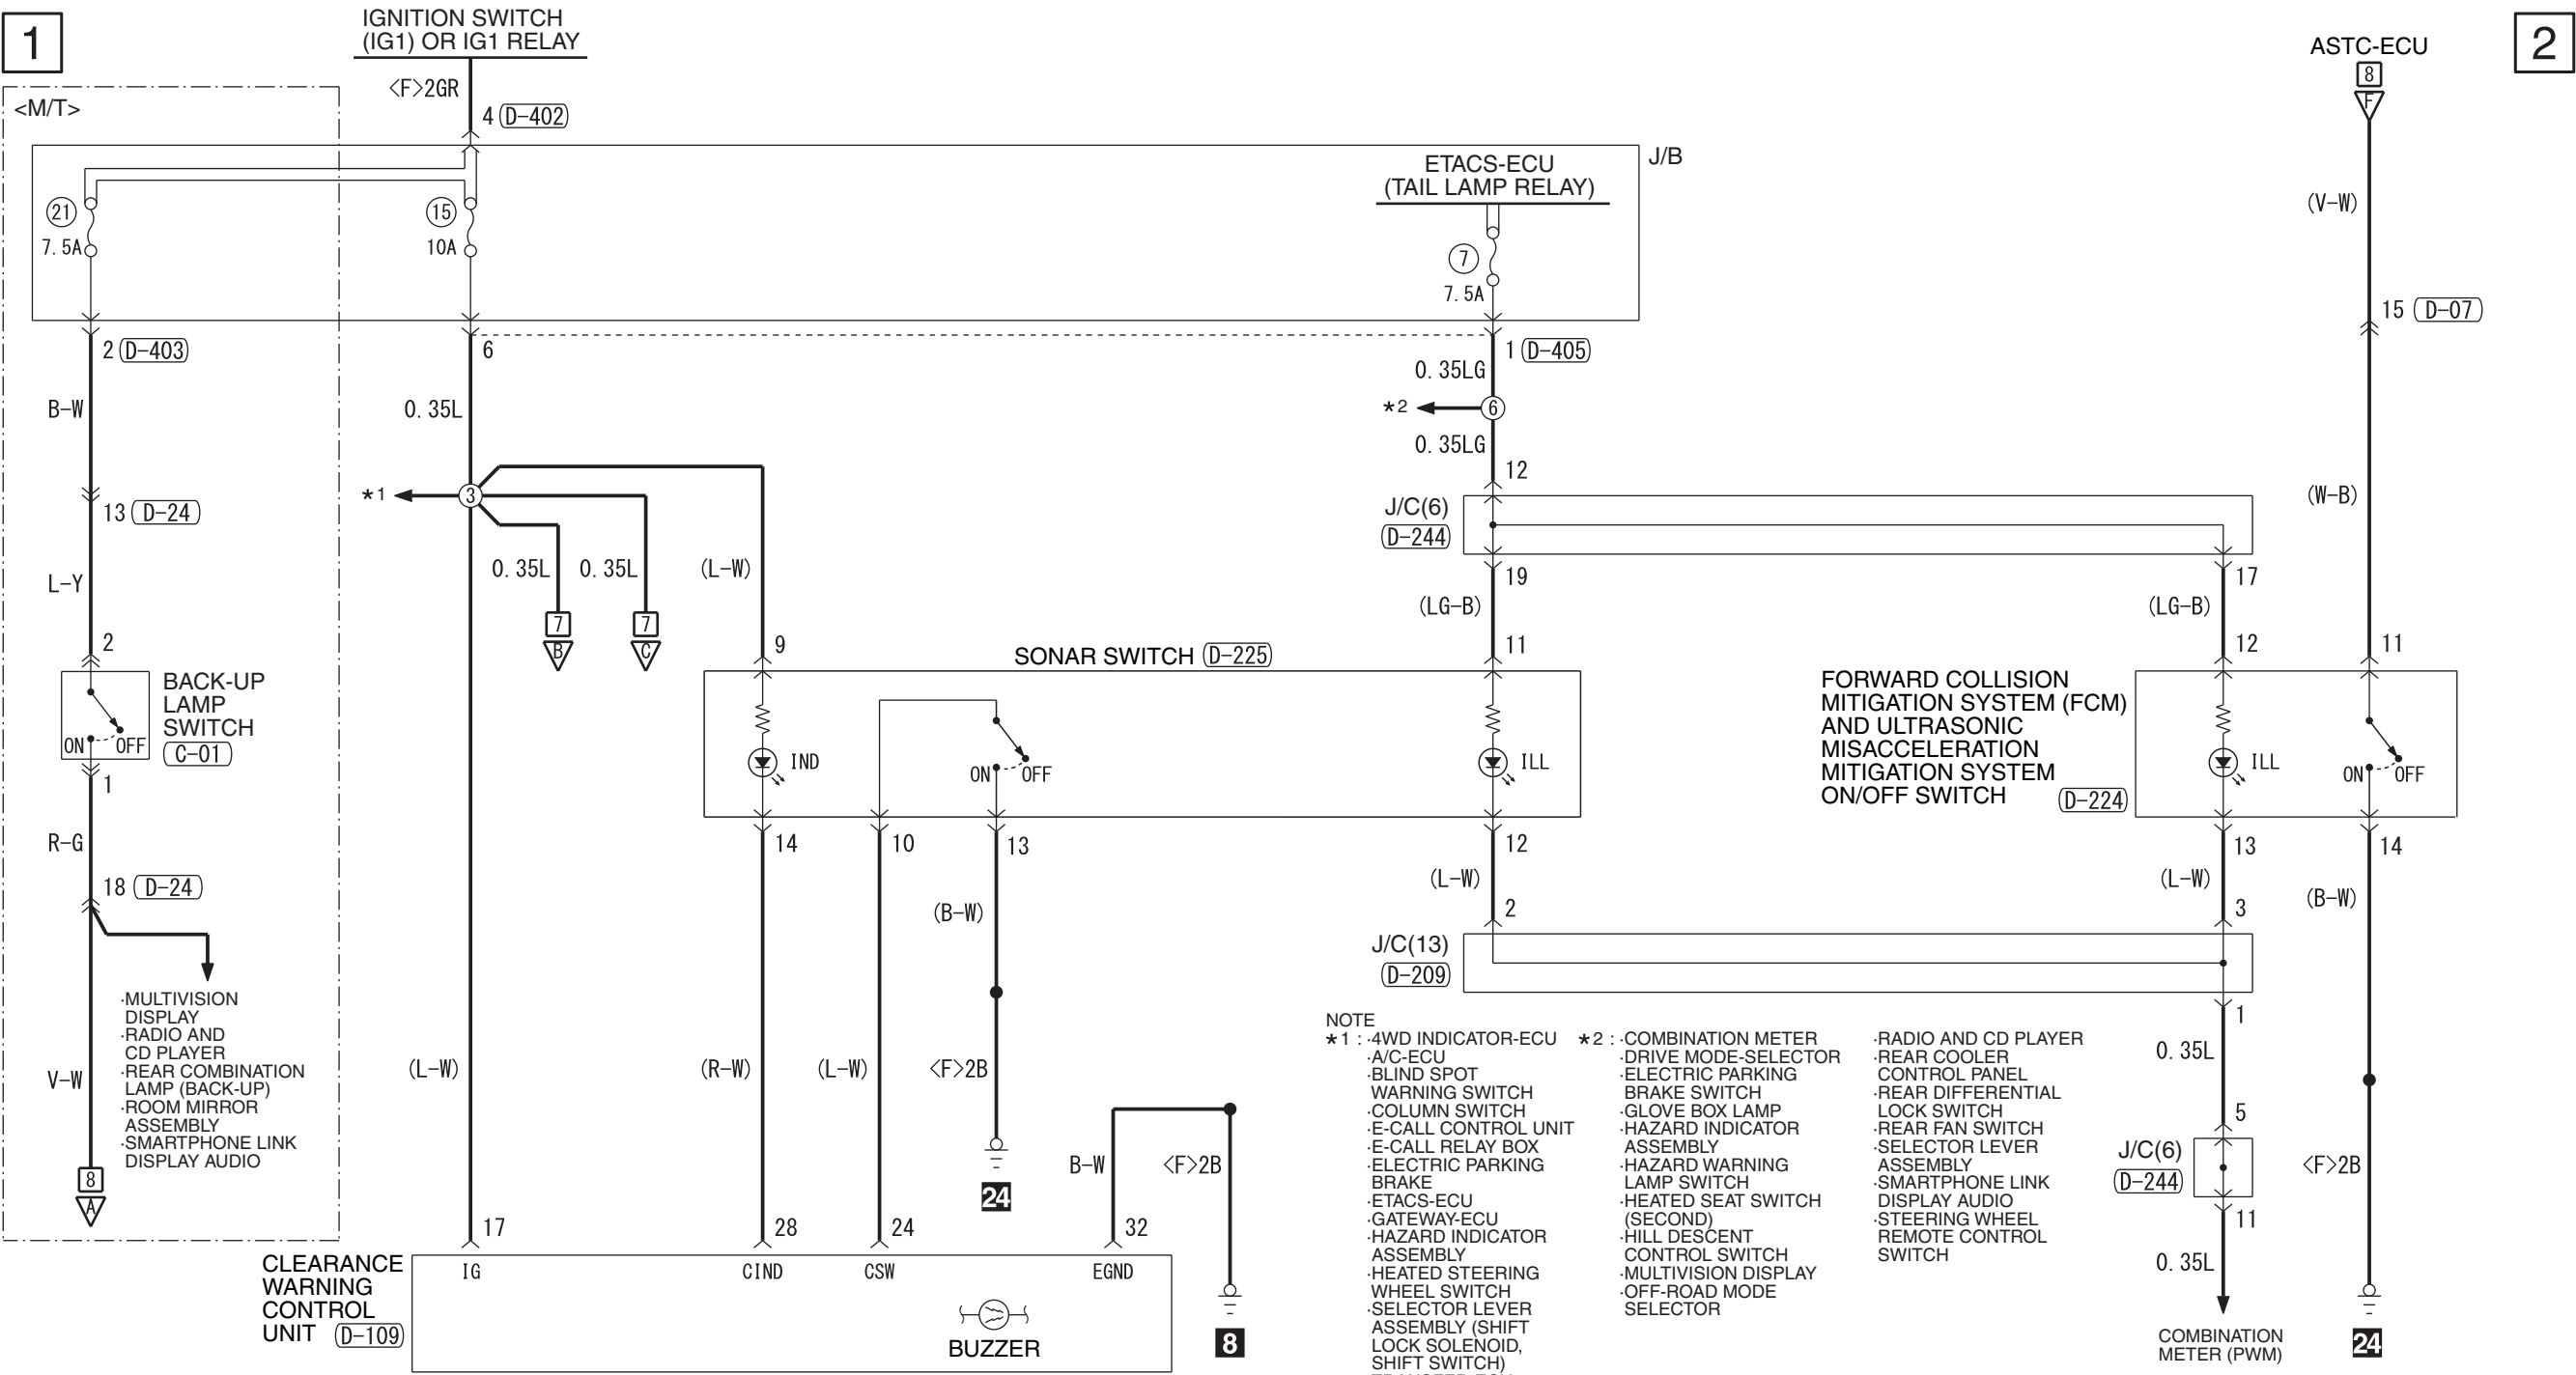 1
IGNITION SWITCH
(IG1) OR IG1 RELAY
<F>2GR
4 (D-402)
2
ASTC-ECU
8
F
<M/T>
J/B
ETACS-ECU
(TAIL LAMP RELAY)
21
7.5A
15
10A
7
7.5A
(V-W)
15 (D-07)
2 (D-403)
6
1 (D-405)
0.35LG
B-W
0.35L
*2
6
0.35LG
12
*1
3
J/C(6)
(D-244)
(W-B)
13 (D-24)
L-Y
0.35L
0.35L
(L-W)
19
17
(LG-B)
(LG-B)
7
B
7
C
2
9
SONAR SWITCH (D-225)
11
12
11
BACK-UP
LAMP
SWITCH
(C-01)
ON
OFF
IND
ON
OFF
ILL
FORWARD COLLISION
MITIGATION SYSTEM (FCM)
AND ULTRASONIC
MISACCELERATION
MITIGATION SYSTEM
ON/OFF SWITCH
(D-224)
ILL
ON
OFF
1
14
10
13
12
13
14
R-G
(L-W)
(L-W)
(B-W)
18 (D-24)
(B-W)
2
3
J/C(13)
(D-209)
1
·MULTIVISION
DISPLAY
·RADIO AND
CD PLAYER
·REAR COMBINATION
LAMP (BACK-UP)
·ROOM MIRROR
ASSEMBLY
·SMARTPHONE LINK
DISPLAY AUDIO
V-W
8
A
(L-W)
(R-W)
(L-W)
<F>2B
24
B-W
<F>2B
8
NOTE
*1 : ·4WD INDICATOR-ECU
·A/C-ECU
·BLIND SPOT
WARNING SWITCH
·COLUMN SWITCH
·E-CALL CONTROL UNIT
·E-CALL RELAY BOX
·ELECTRIC PARKING
BRAKE
·ETACS-ECU
·GATEWAY-ECU
·HAZARD INDICATOR
ASSEMBLY
·HEATED STEERING
WHEEL SWITCH
·SELECTOR LEVER
ASSEMBLY (SHIFT
LOCK SOLENOID,
SHIFT SWITCH)
*2 : ·COMBINATION METER
·DRIVE MODE-SELECTOR
·ELECTRIC PARKING
BRAKE SWITCH
·GLOVE BOX LAMP
·HAZARD INDICATOR
ASSEMBLY
·HAZARD WARNING
LAMP SWITCH
·HEATED SEAT SWITCH
(SECOND)
·HILL DESCENT
CONTROL SWITCH
·MULTIVISION DISPLAY
·OFF-ROAD MODE
SELECTOR
·RADIO AND CD PLAYER
·REAR COOLER
CONTROL PANEL
·REAR DIFFERENTIAL
LOCK SWITCH
·REAR FAN SWITCH
·SELECTOR LEVER
ASSEMBLY
·SMARTPHONE LINK
DISPLAY AUDIO
·STEERING WHEEL
REMOTE CONTROL
SWITCH
0.35L
5
J/C(6)
(D-244)
11
0.35L
COMBINATION
METER (PWM)
<F>2B
24
17
28
24
32
CLEARANCE
WARNING
CONTROL
UNIT (D-109)
IG
CIND
CSW
EGND
BUZZER